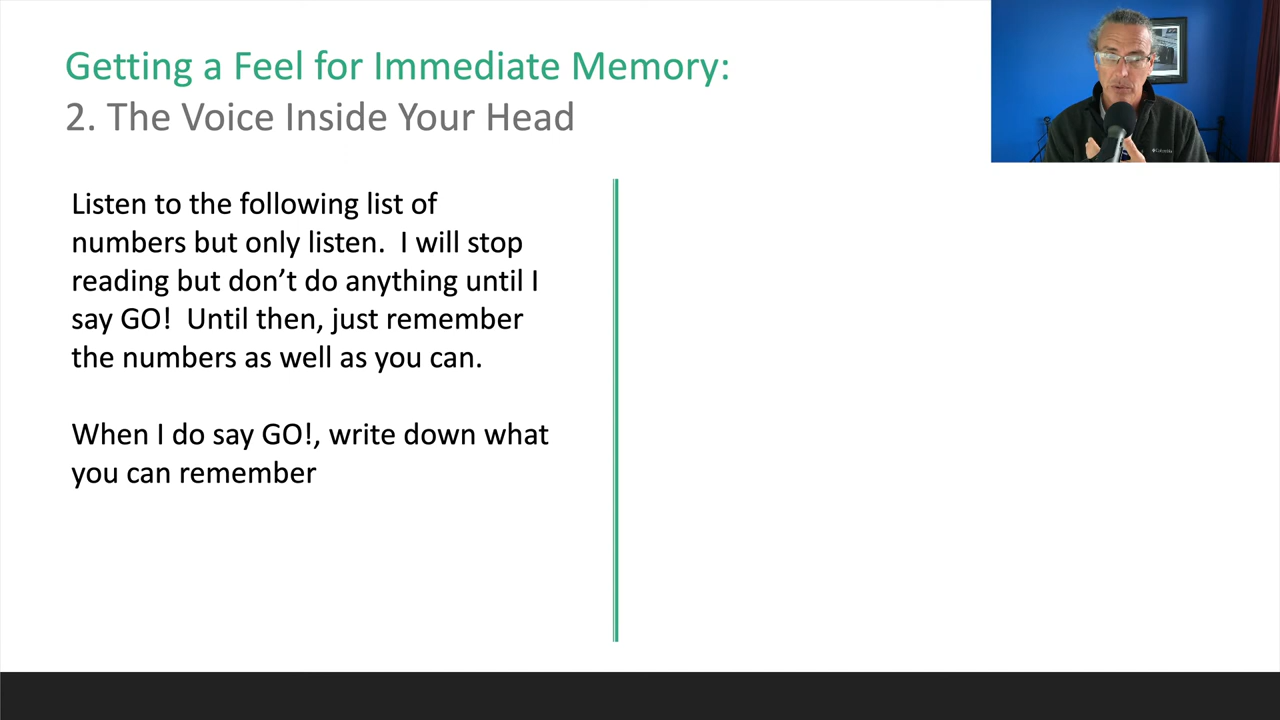 Getting a Feel for Immediate Memory:
2. The Voice Inside Your Head
Listen to the following list of
numbers but only listen.  I will stop
reading but don’t do anything until I
say GO!  Until then, just remember
the numbers as well as you can.
When I do say GO!, write down what
you can remember
Columbia